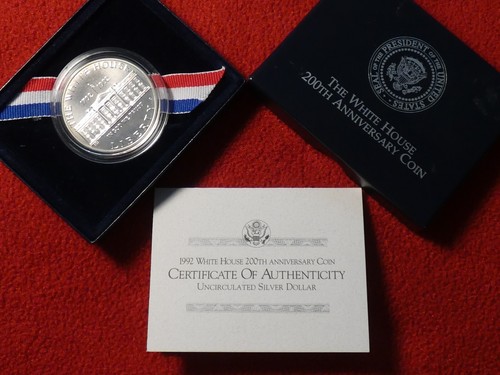 THE WHITE HOUSE
LIBERTY
SEAL OF THE PRESIDENT OF THE UNITED STATES
THE WHITE HOUSE
200TH ANNIVERSARY COIN
1992 WHITE HOUSE 200TH ANNIVERSARY COIN
CERTIFICATE OF AUTHENTICITY
UNCIRCULATED SILVER DOLLAR